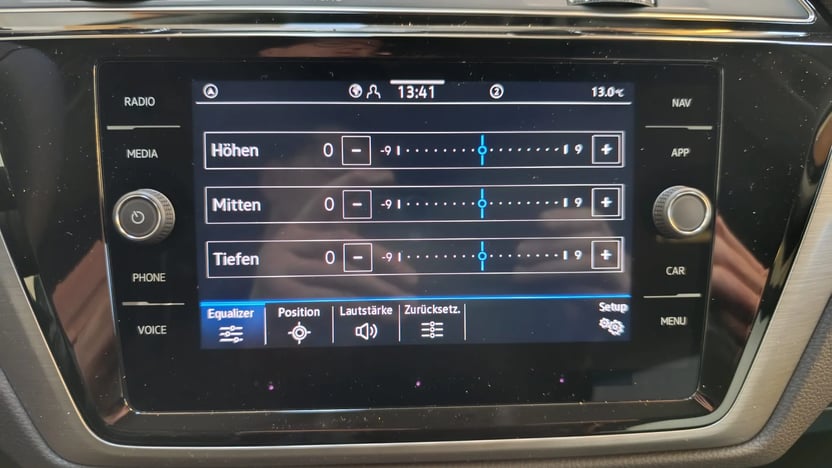 RADIO
MEDIA
PHONE
VOICE
13:41
2
13.0°C
Höhen 0 - -9 9 +
Mitten 0 - -9 9 +
Tiefen 0 - -9 9 +
Equalizer Position Lautstärke Zurücksetz. Setup
NAV
APP
CAR
MENU